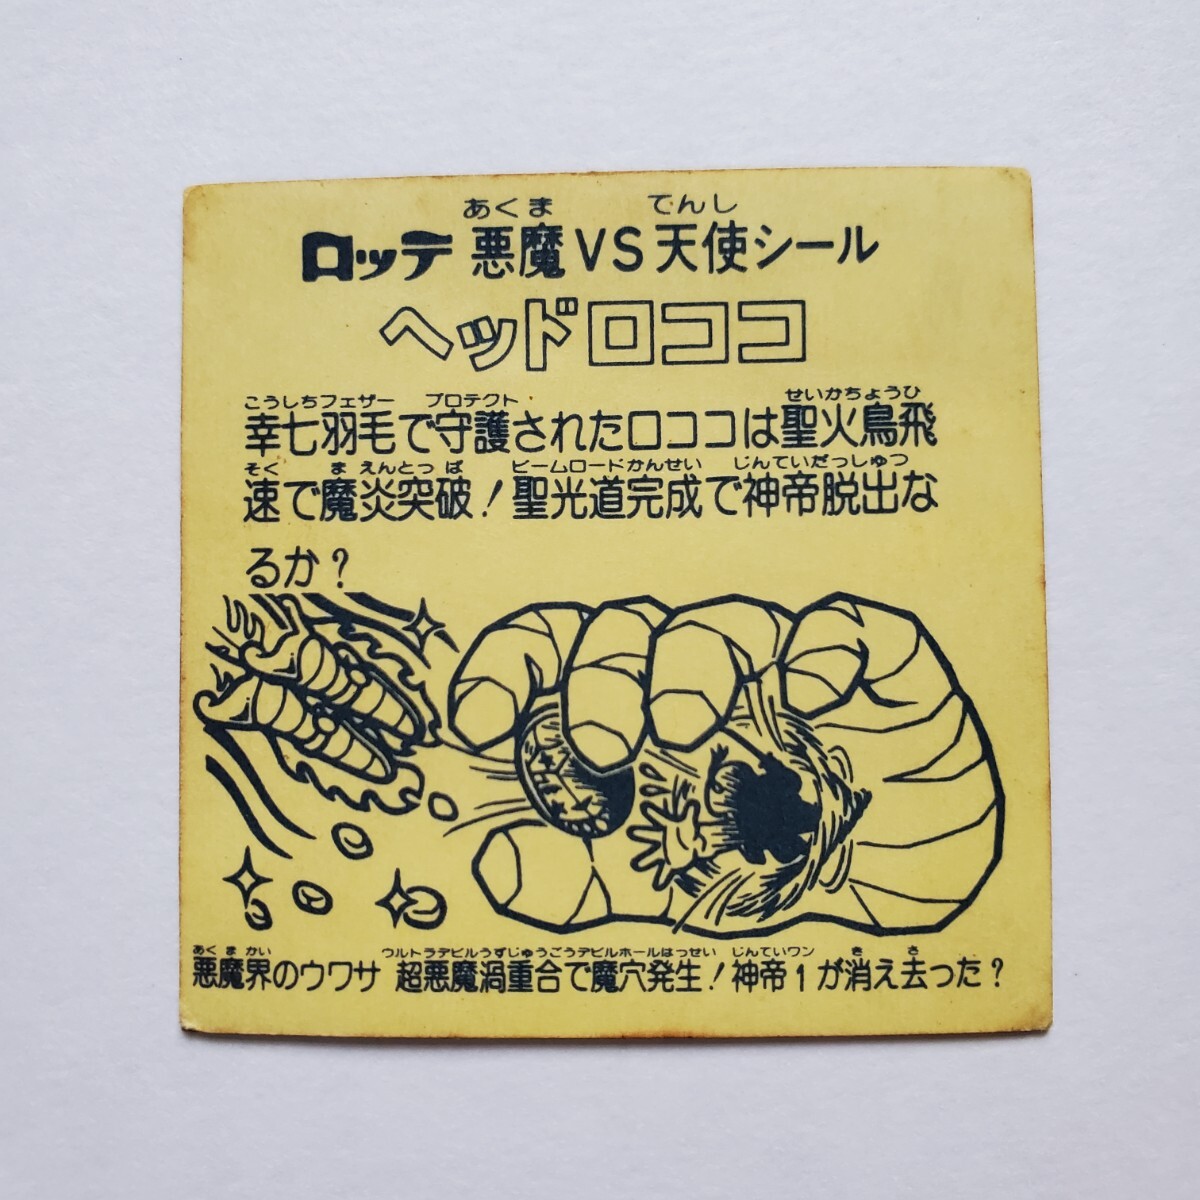 あくま てんし
ロッテ 悪魔VS天使シール
ヘッドロココ
こうしちフェザー プロテクト せいかちょうひ
幸七羽毛で守護されたロココは聖火鳥飛
そく まえんとっぱ ビームロードかんせい じんていだっしゅつ
速で魔炎突破！聖光道完成で神帝脱出な
るか？
あくまかい ウルトラデビルうずじゅうごうデビルホールはっせい じんていワン き さ
悪魔界のウワサ 超悪魔渦重合で魔穴発生！神帝1が消え去った？